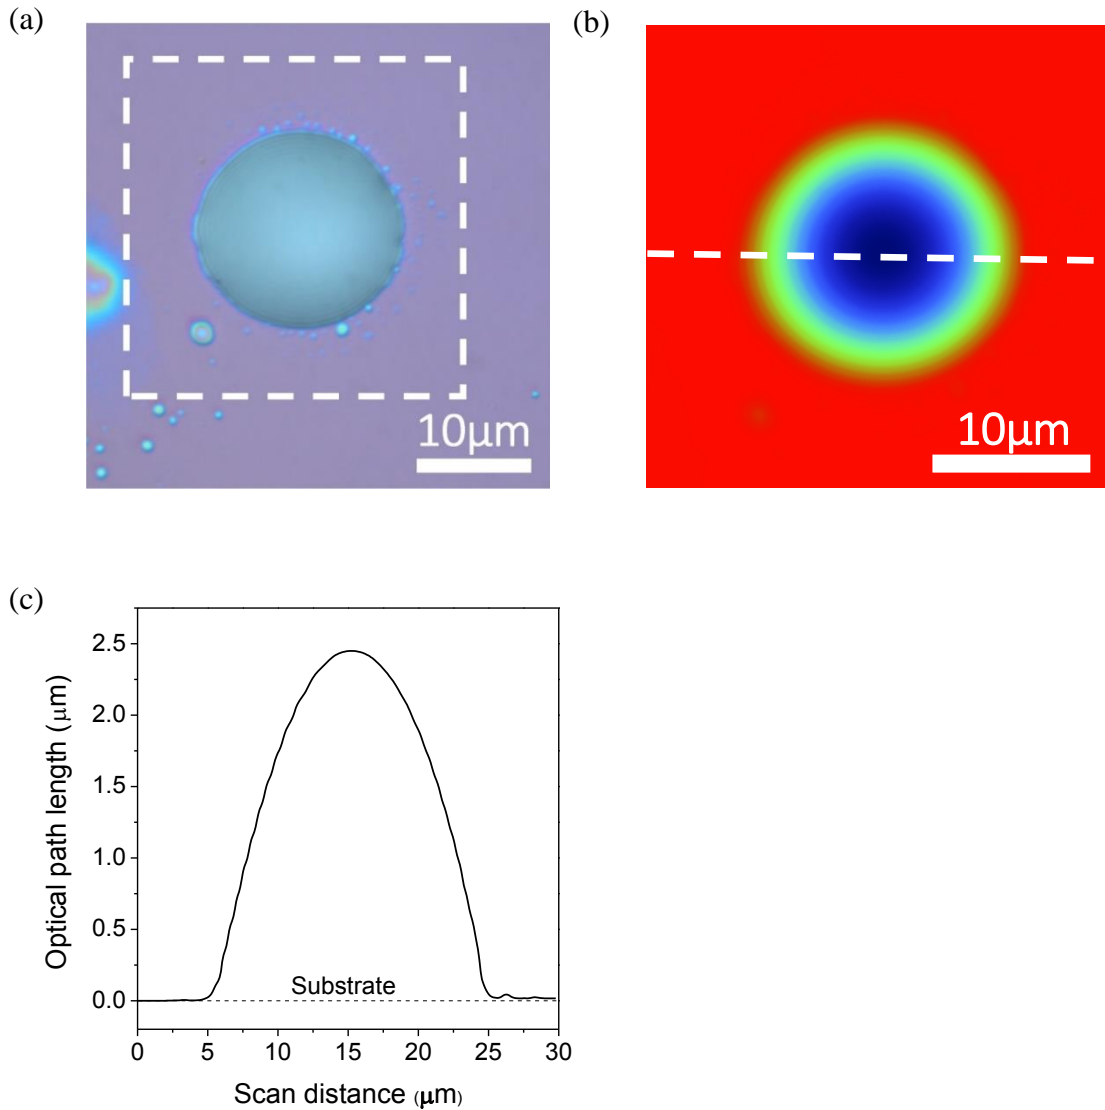 (a)
10μm
(b)
10μm
(c)
Optical path length (μm)
2.5
2.0
1.5
1.0
0.5
0.0
Substrate
0 5 10 15 20 25 30
Scan distance (μm)